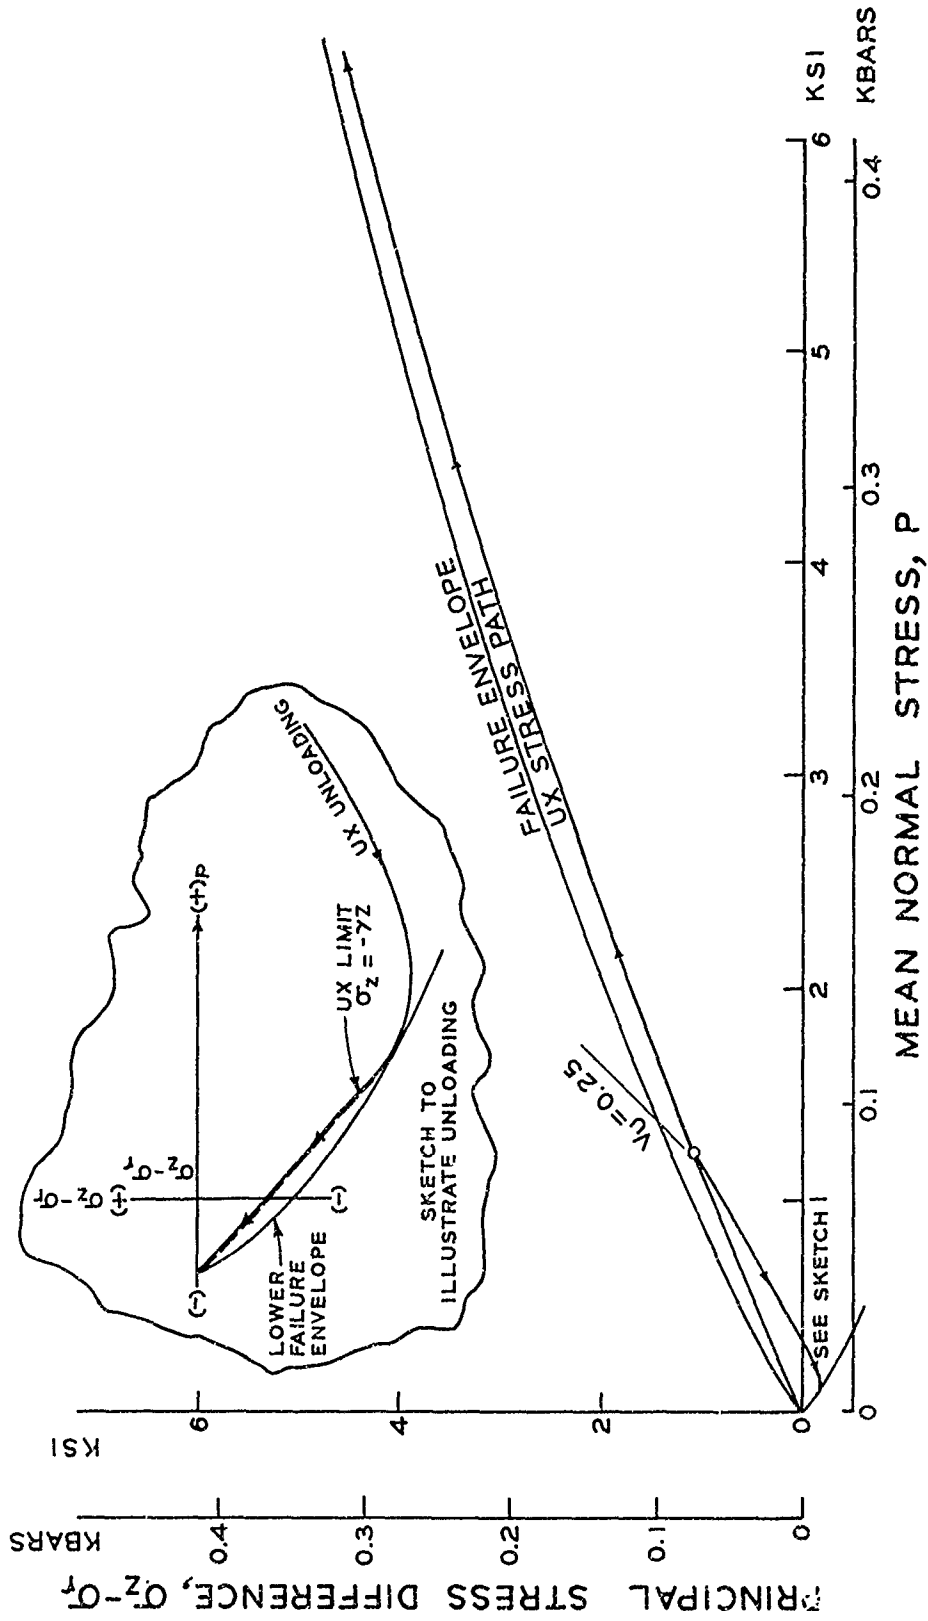 PRINCIPAL STRESS DIFFERENCE, σz-σr
KBARS
KSI
0.4
0.3
0.2
0.1
0
6
4
2
0
(+)
σz-σr
σz-σr
(-)
(+)p
(-)
UX UNLOADING
UX LIMIT
σz = -γz
LOWER
FAILURE
ENVELOPE
SKETCH TO
ILLUSTRATE UNLOADING
FAILURE ENVELOPE
UX STRESS PATH
νU=0.25
SEE SKETCH
1
2
3
4
5
6
KSI
0
0.1
0.2
0.3
0.4
KBARS
MEAN NORMAL STRESS, P